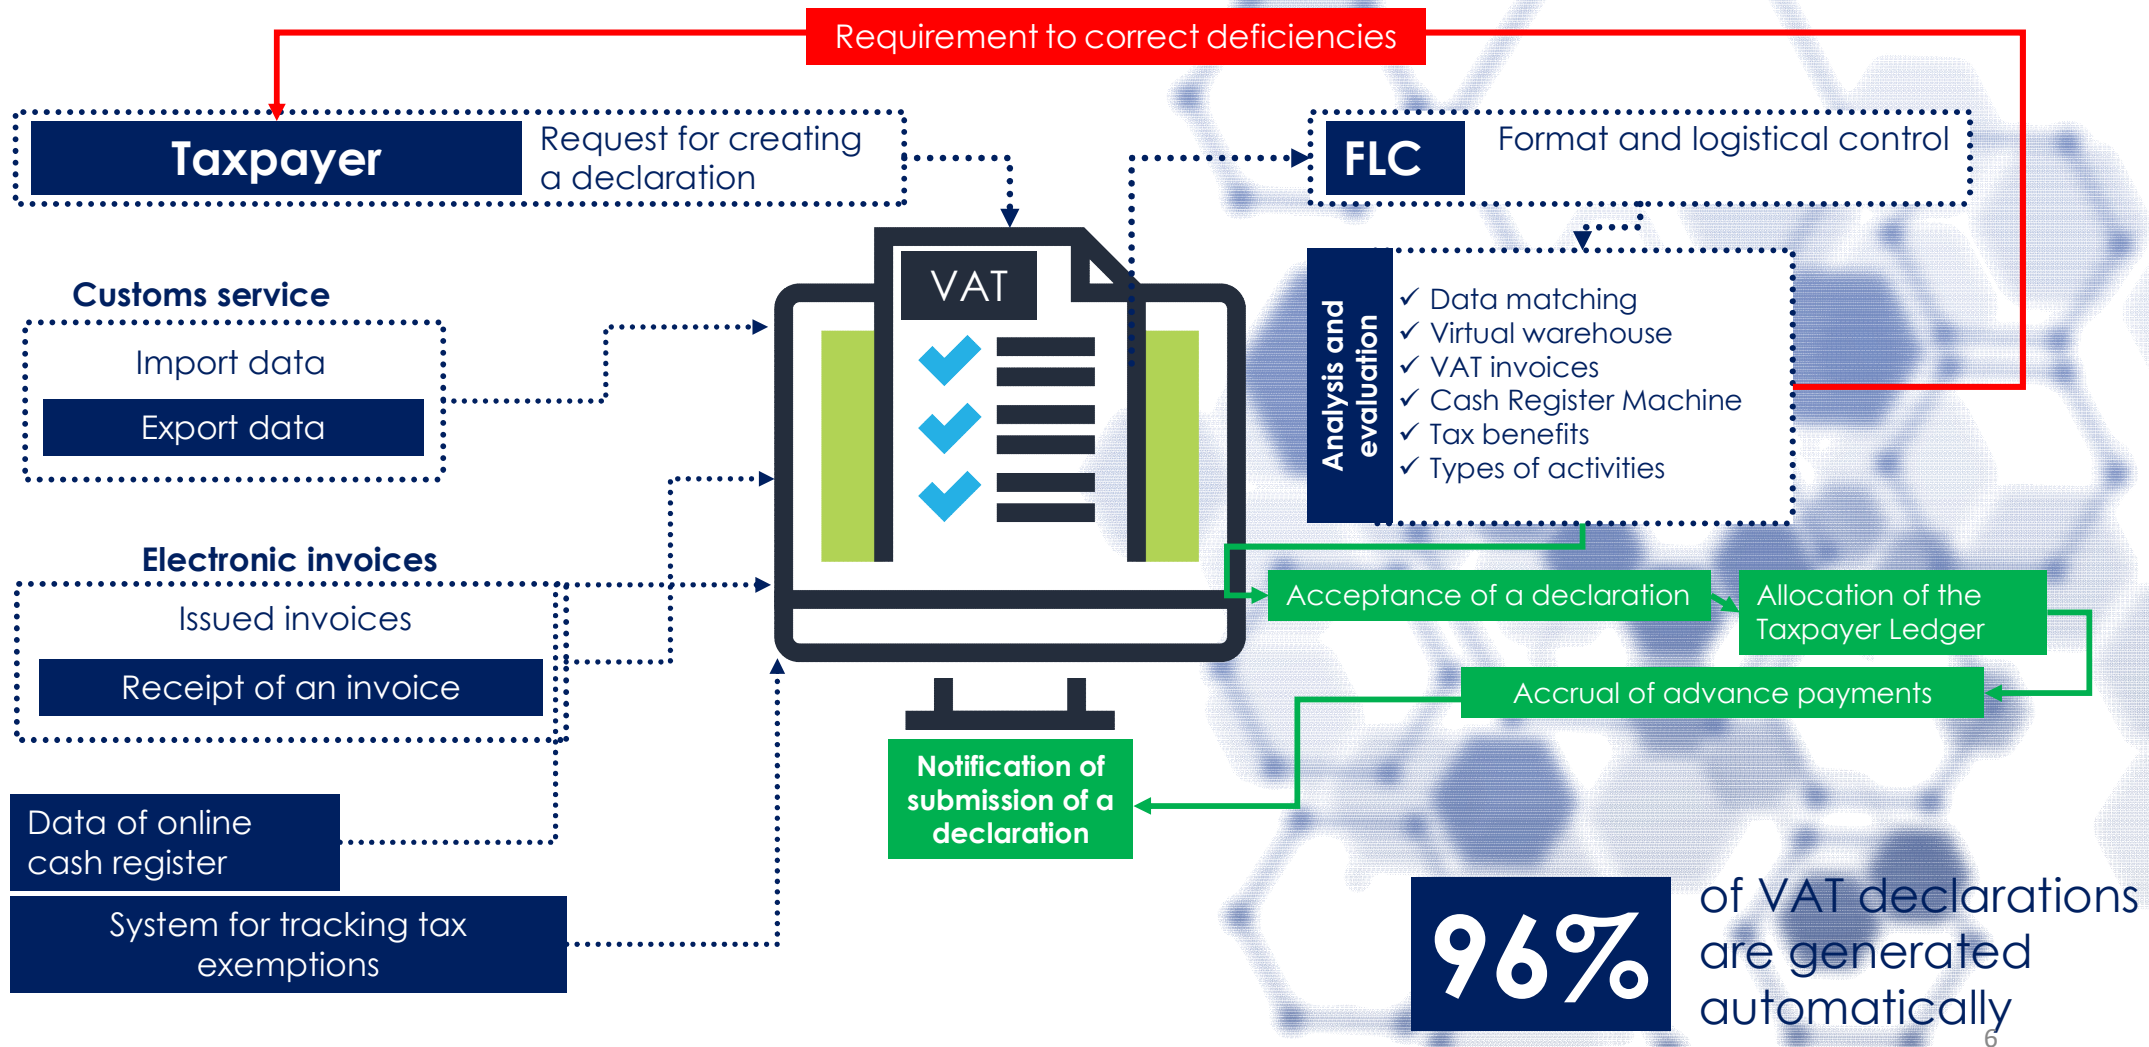 Requirement to correct deficiencies
Taxpayer
Request for creating
a declaration
FLC
Format and logistical control
VAT
Customs service
Import data
Export data
Analysis and
evaluation
✓ Data matching
✓ Virtual warehouse
✓ VAT invoices
✓ Cash Register Machine
✓ Tax benefits
✓ Types of activities
Electronic invoices
Issued invoices
Receipt of an invoice
Acceptance of a declaration
Allocation of the
Taxpayer Ledger
Accrual of advance payments
Notification of
submission of a
declaration
Data of online
cash register
System for tracking tax
exemptions
96%
of VAT declarations
are generated
automatically
6